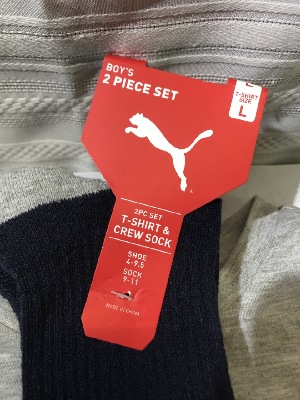 BOY'S
2 PIECE SET
T-SHIRT
SIZE
L
2PC SET
T-SHIRT &
CREW SOCK
SHOE
4-9.5
SOCK
9-11
MADE IN CHINA